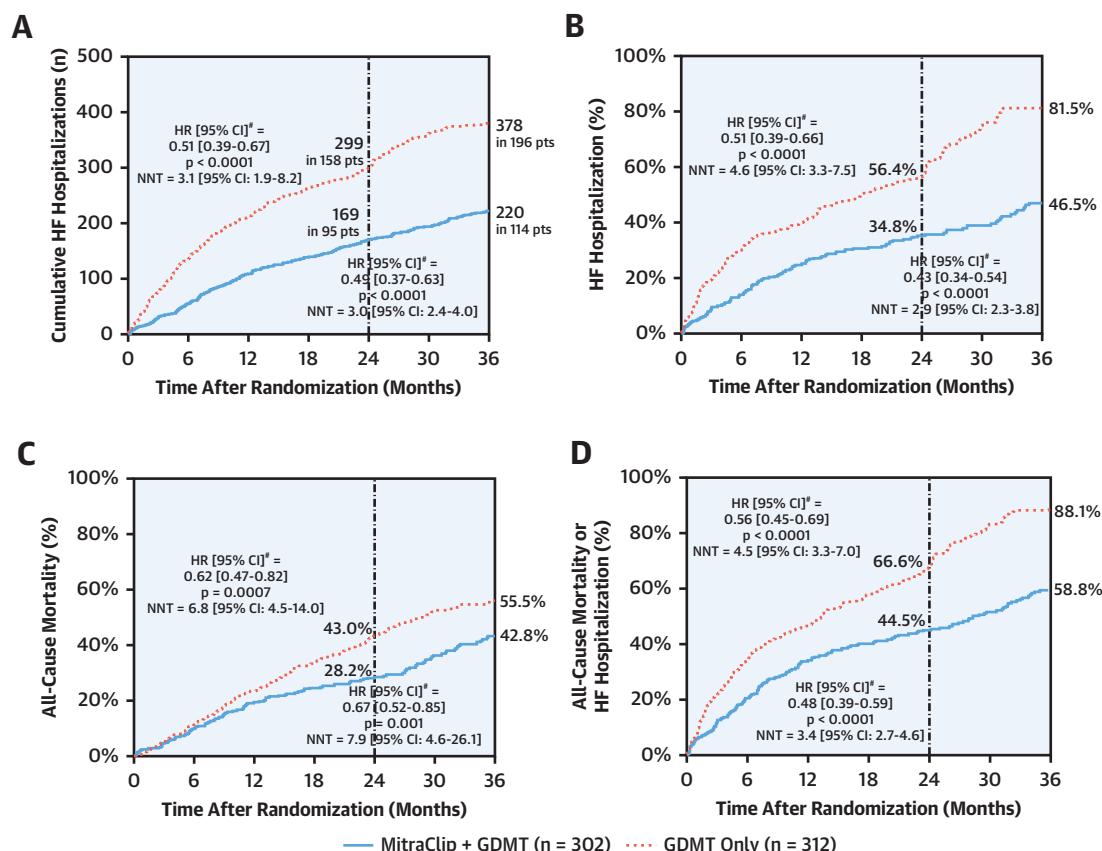 A
Cumulative HF Hospitalizations (n)
500
400
300
200
100
0
HR [95% CI]# =
0.51 [0.39-0.67]
p < 0.0001
NNT = 3.1 [95% CI: 1.9-8.2]
299
in 158 pts
378
in 196 pts
169
in 95 pts
220
in 114 pts
HR [95% CI]# =
0.49 [0.37-0.63]
p < 0.0001
NNT = 3.0 [95% CI: 2.4-4.0]
0 6 12 18 24 30 36
Time After Randomization (Months)
B
HF Hospitalization (%)
100%
80%
60%
40%
20%
0%
HR [95% CI]# =
0.51 [0.39-0.66]
p < 0.0001
NNT = 4.6 [95% CI: 3.3-7.5]
81.5%
56.4%
46.5%
34.8%
HR [95% CI]# =
0.43 [0.34-0.54]
p < 0.0001
NNT = 2.9 [95% CI: 2.3-3.8]
0 6 12 18 24 30 36
Time After Randomization (Months)
C
All-Cause Mortality (%)
100%
80%
60%
40%
20%
0%
HR [95% CI]# =
0.62 [0.47-0.82]
p = 0.0007
NNT = 6.8 [95% CI: 4.5-14.0]
55.5%
43.0%
42.8%
28.2%
HR [95% CI]# =
0.67 [0.52-0.85]
p = 0.001
NNT = 7.9 [95% CI: 4.6-26.1]
0 6 12 18 24 30 36
Time After Randomization (Months)
D
All-Cause Mortality or
HF Hospitalization (%)
100%
80%
60%
40%
20%
0%
HR [95% CI]# =
0.56 [0.45-0.69]
p < 0.0001
NNT = 4.5 [95% CI: 3.3-7.0]
88.1%
66.6%
58.8%
44.5%
HR [95% CI]# =
0.48 [0.39-0.59]
p < 0.0001
NNT = 3.4 [95% CI: 2.7-4.6]
0 6 12 18 24 30 36
Time After Randomization (Months)
MitraClip + GDMT (n = 302) GDMT Only (n = 312)